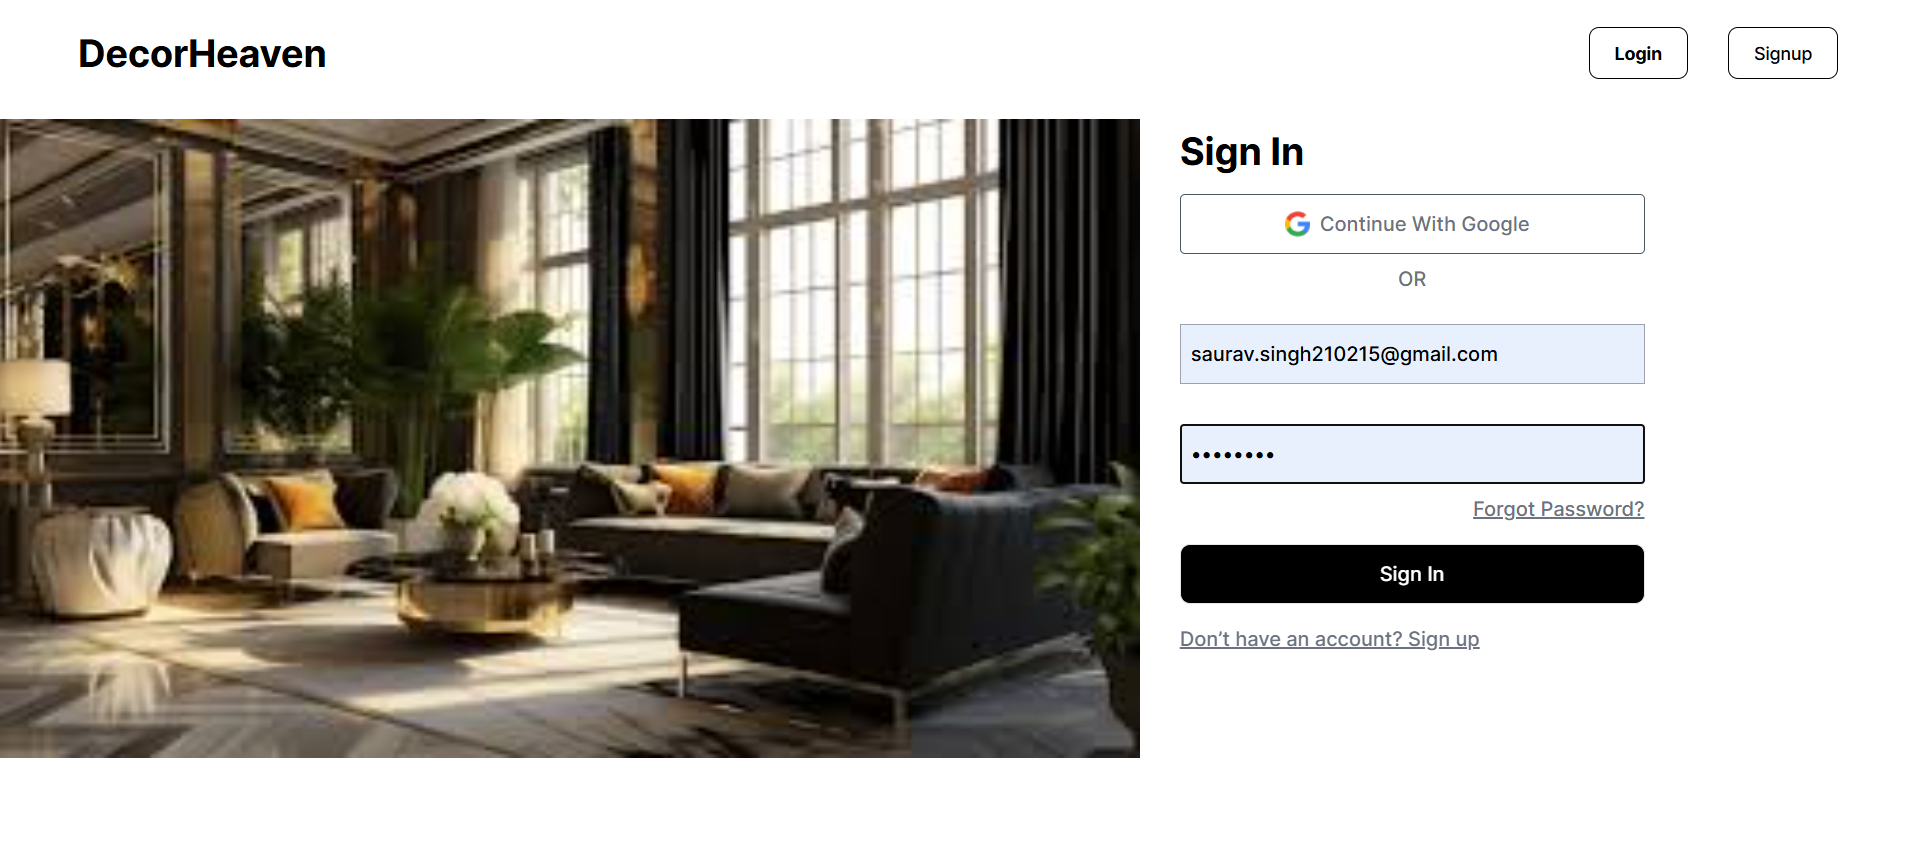 DecorHeaven
Login
Signup
Sign In
Continue With Google
OR
saurav.singh210215@gmail.com
••••••••
Forgot Password?
Sign In
Don’t have an account? Sign up